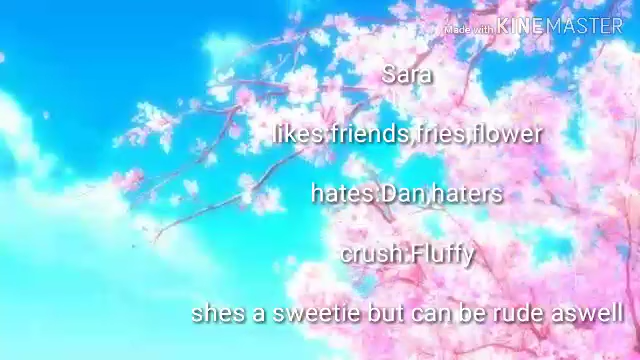 Made with KINEMASTER
Sara
likes:friends,fries,flower
hates:Dan,haters
crush:Fluffy
shes a sweetie but can be rude aswell